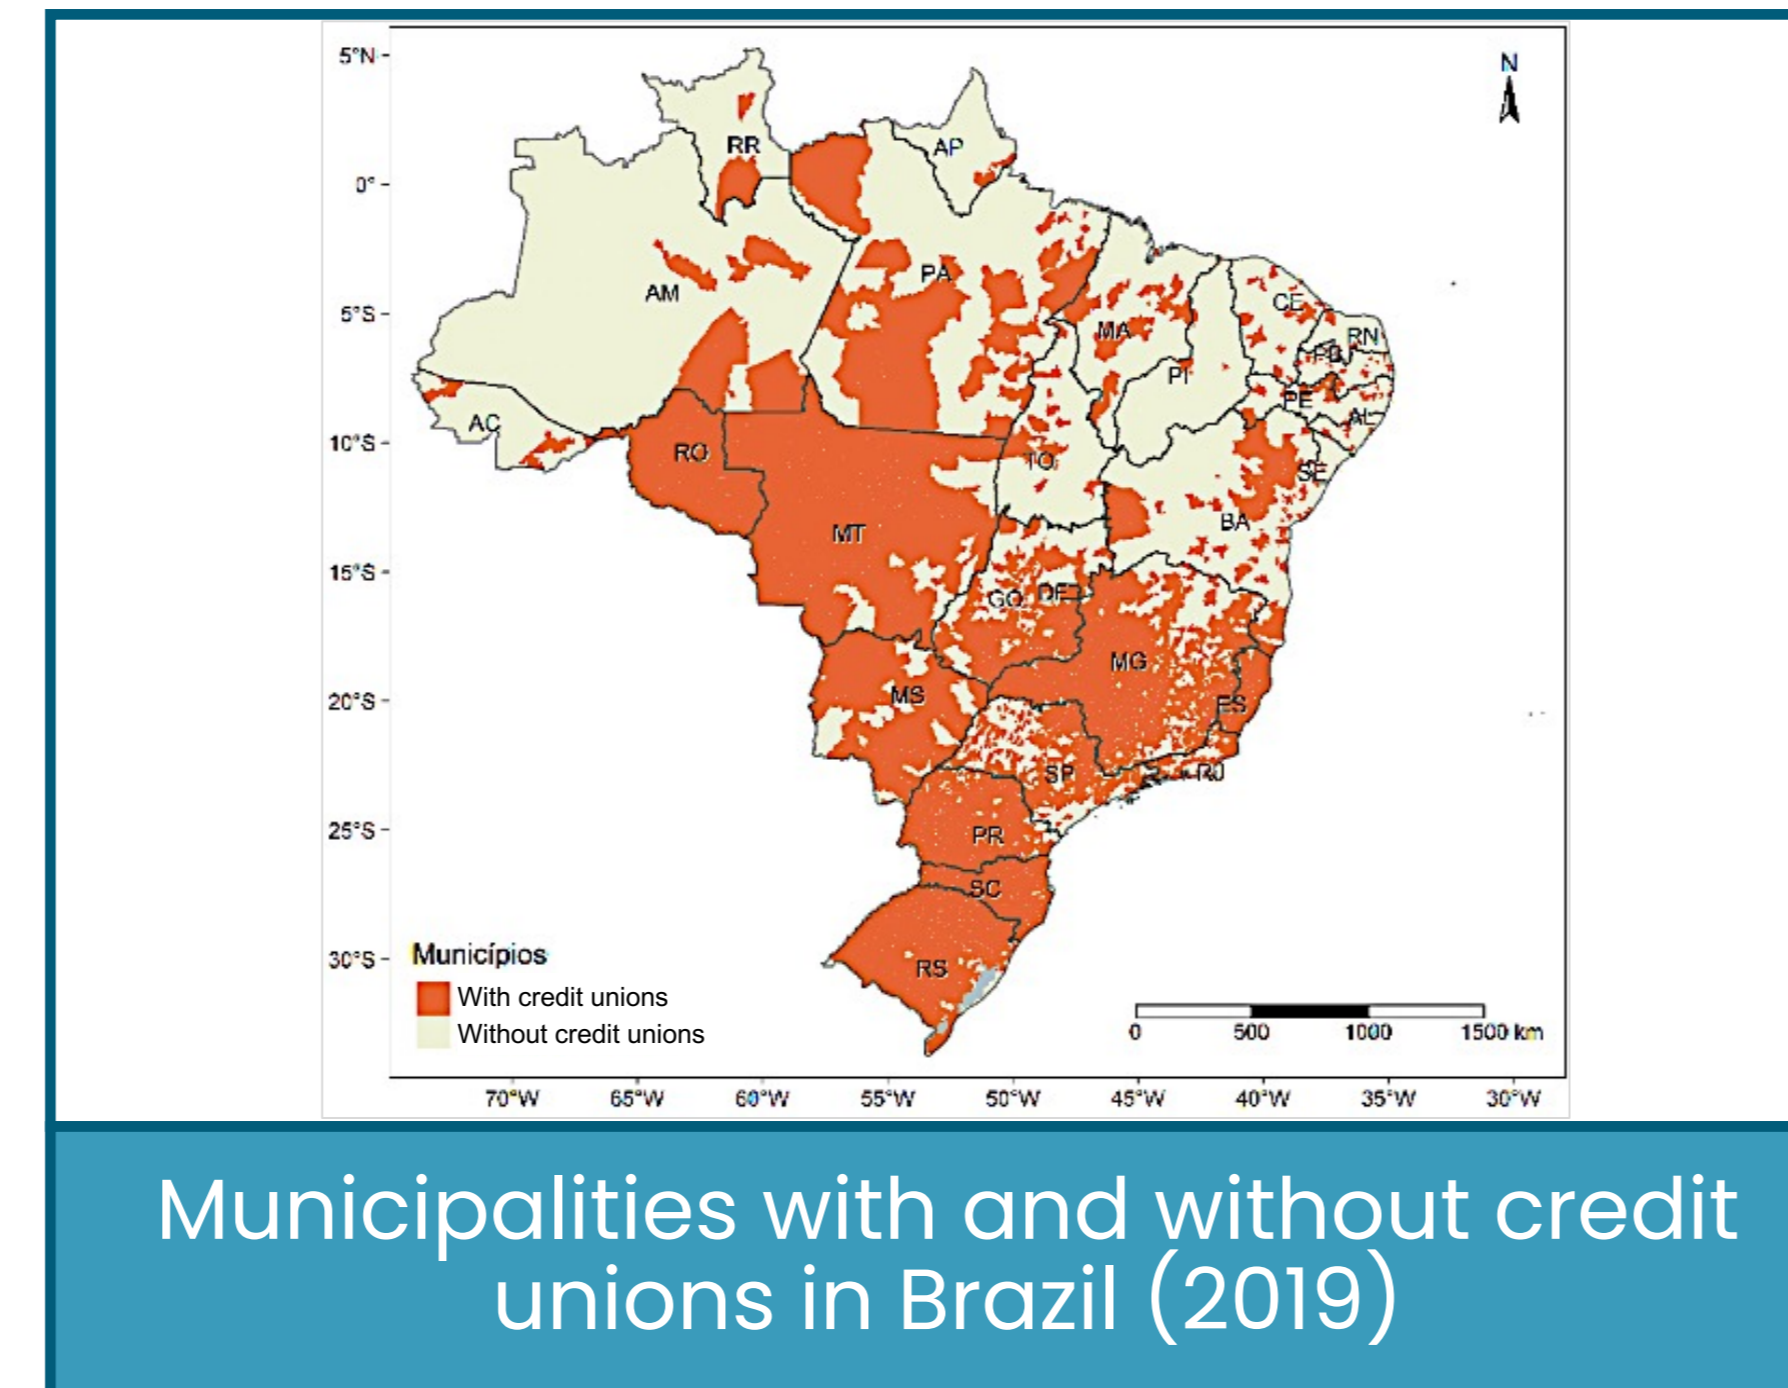 5°N
0°
5°S
10°S
15°S
20°S
25°S
30°S
N
RR
AP
AM
PA
MA
CE
RN
PB
PI
PE
AL
AC
RO
TO
SE
BA
MT
GO
DF
MG
MS
ES
SP
RJ
PR
SC
RS
Municípios
With credit unions
Without credit unions
0 500 1000 1500 km
70°W 65°W 60°W 55°W 50°W 45°W 40°W 35°W 30°W
Municipalities with and without credit
unions in Brazil (2019)